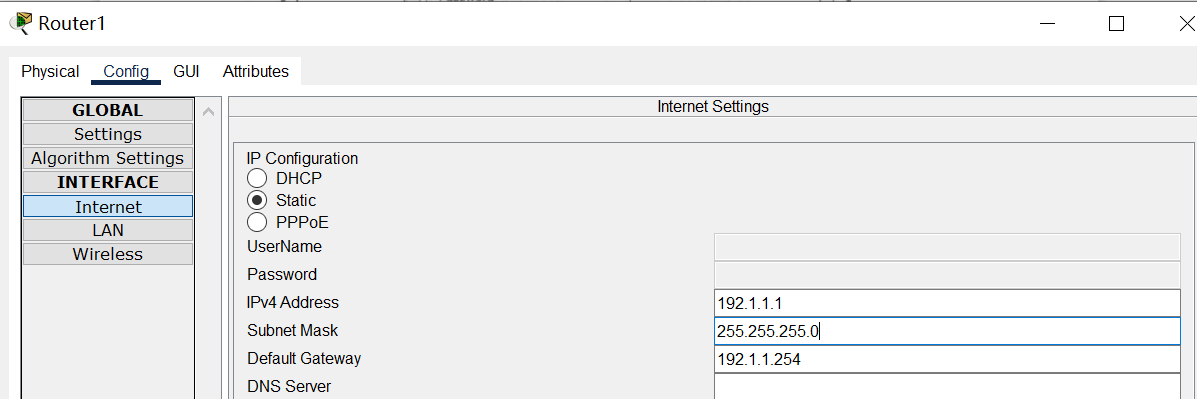 Router1
Physical Config GUI Attributes
GLOBAL
Settings
Algorithm Settings
INTERFACE
Internet
LAN
Wireless
Internet Settings
IP Configuration
DHCP
Static
PPPoE
UserName
Password
IPv4 Address 192.1.1.1
Subnet Mask 255.255.255.0
Default Gateway 192.1.1.254
DNS Server